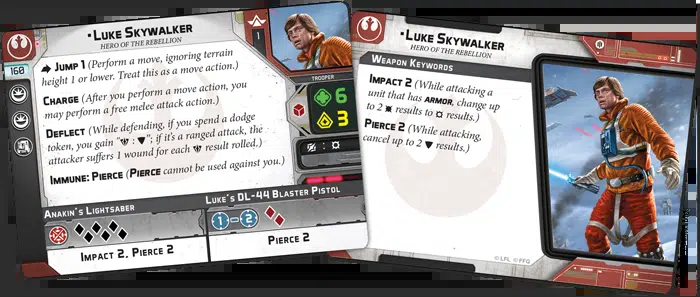 •Luke Skywalker
HERO OF THE REBELLION
1
160
Jump 1 (Perform a move, ignoring terrain
height 1 or lower. Treat this as a move action.)
Charge (After you perform a move action, you
may perform a free melee attack action.)
Deflect (While defending, if you spend a dodge
token, you gain " : "; if it's a ranged attack, the
attacker suffers 1 wound for each result rolled.)
Immune: Pierce (Pierce cannot be used against you.)
TROOPER
6
3
:
Anakin's Lightsaber
Impact 2, Pierce 2
Luke's DL-44 Blaster Pistol
1 – 2
Pierce 2
•Luke Skywalker
HERO OF THE REBELLION
Weapon Keywords
Impact 2 (While attacking a
unit that has ARMOR, change up
to 2 results to results.)
Pierce 2 (While attacking,
cancel up to 2 results.)
© LFL © FFG